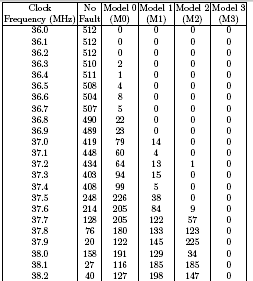 Clock No Model 0 Model 1 Model 2 Model 3
Frequency (MHz) Fault (M0) (M1) (M2) (M3)
36.0 512 0 0 0 0
36.1 512 0 0 0 0
36.2 512 0 0 0 0
36.3 510 2 0 0 0
36.4 511 1 0 0 0
36.5 508 4 0 0 0
36.6 504 8 0 0 0
36.7 507 5 0 0 0
36.8 490 22 0 0 0
36.9 489 23 0 0 0
37.0 419 79 14 0 0
37.1 448 60 4 0 0
37.2 434 64 13 1 0
37.3 403 94 15 0 0
37.4 408 99 5 0 0
37.5 248 226 38 0 0
37.6 214 205 84 9 0
37.7 128 205 122 57 0
37.8 76 180 133 123 0
37.9 20 122 145 225 0
38.0 158 191 129 34 0
38.1 27 116 185 185 0
38.2 40 127 198 147 0